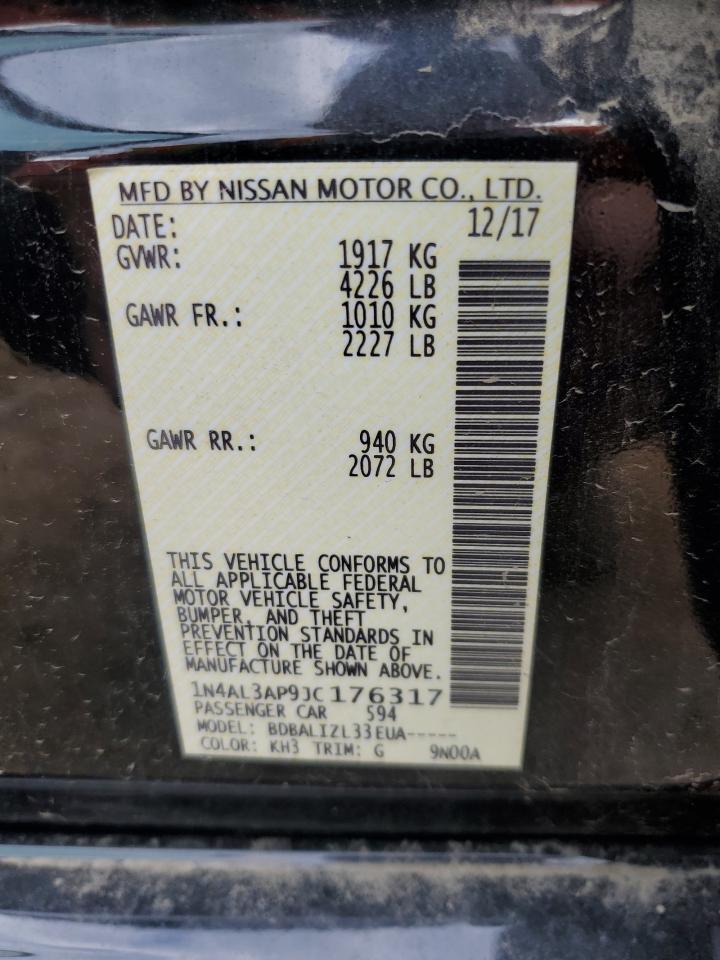 MFD BY NISSAN MOTOR CO., LTD.
DATE: 12/17
GVWR: 1917 KG
4226 LB
GAWR FR.: 1010 KG
2227 LB
GAWR RR.: 940 KG
2072 LB
THIS VEHICLE CONFORMS TO
ALL APPLICABLE FEDERAL
MOTOR VEHICLE SAFETY,
BUMPER, AND THEFT
PREVENTION STANDARDS IN
EFFECT ON THE DATE OF
MANUFACTURE SHOWN ABOVE.
1N4AL3AP9JC176317
PASSENGER CAR 594
MODEL: BDBALIZL33EUA-----
COLOR: KH3 TRIM: G 9N00A